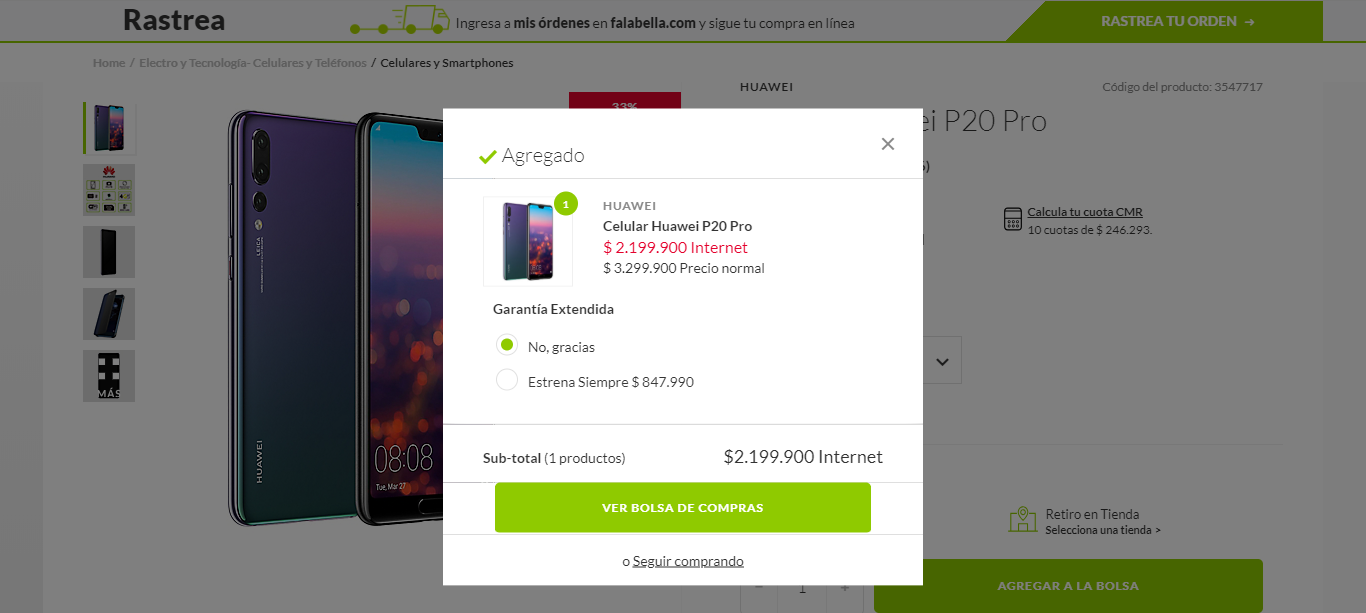 Rastrea
Ingresa a mis órdenes en falabella.com y sigue tu compra en línea
RASTREA TU ORDEN →
Home / Electro y Tecnología- Celulares y Teléfonos / Celulares y Smartphones
HUAWEI
Código del producto: 3547717
33%
ei P20 Pro
Agregado
×
1
HUAWEI
Celular Huawei P20 Pro
$ 2.199.900 Internet
$ 3.299.900 Precio normal
Calcula tu cuota CMR
10 cuotas de $ 246.293.
LEICA
Garantía Extendida
No, gracias
Estrena Siempre $ 847.990
MÁS
HUAWEI
08:08
Tue, Mar 27
Sub-total (1 productos)
$2.199.900 Internet
VER BOLSA DE COMPRAS
o Seguir comprando
Retiro en Tienda
Selecciona una tienda >
− 1 +
AGREGAR A LA BOLSA